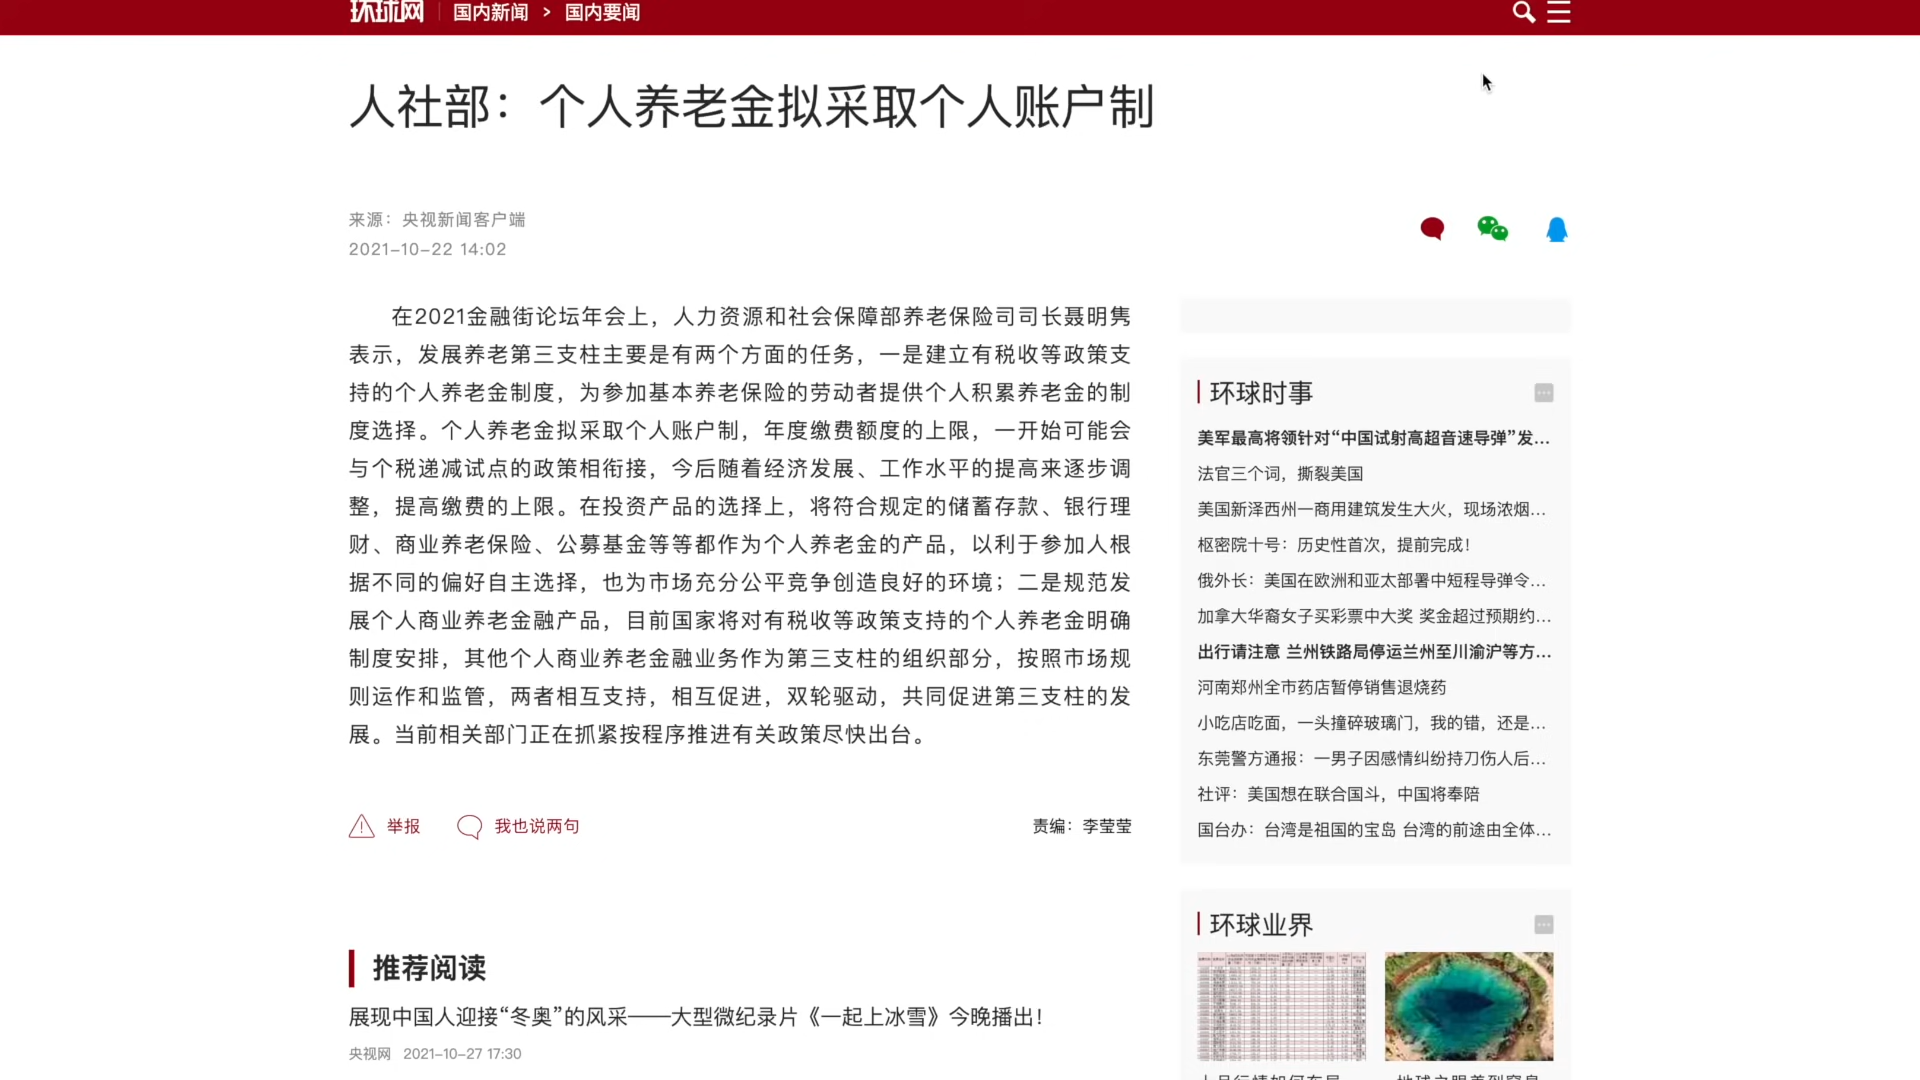 环球网 国内新闻 > 国内要闻
人社部：个人养老金拟采取个人账户制
来源：央视新闻客户端
2021-10-22 14:02
在2021金融街论坛年会上，人力资源和社会保障部养老保险司司长聂明隽
表示，发展养老第三支柱主要是有两个方面的任务，一是建立有税收等政策支
持的个人养老金制度，为参加基本养老保险的劳动者提供个人积累养老金的制
度选择。个人养老金拟采取个人账户制，年度缴费额度的上限，一开始可能会
与个税递减试点的政策相衔接，今后随着经济发展、工作水平的提高来逐步调
整，提高缴费的上限。在投资产品的选择上，将符合规定的储蓄存款、银行理
财、商业养老保险、公募基金等等都作为个人养老金的产品，以利于参加人根
据不同的偏好自主选择，也为市场充分公平竞争创造良好的环境；二是规范发
展个人商业养老金融产品，目前国家将对有税收等政策支持的个人养老金明确
制度安排，其他个人商业养老金融业务作为第三支柱的组织部分，按照市场规
则运作和监管，两者相互支持，相互促进，双轮驱动，共同促进第三支柱的发
展。当前相关部门正在抓紧按程序推进有关政策尽快出台。
举报 我也说两句 责编：李莹莹
推荐阅读
展现中国人迎接“冬奥”的风采——大型微纪录片《一起上冰雪》今晚播出！
央视网 2021-10-27 17:30
环球时事
美军最高将领针对“中国试射高超音速导弹”发...
法官三个词，撕裂美国
美国新泽西州一商用建筑发生大火，现场浓烟...
枢密院十号：历史性首次，提前完成！
俄外长：美国在欧洲和亚太部署中短程导弹令...
加拿大华裔女子买彩票中大奖 奖金超过预期约...
出行请注意 兰州铁路局停运兰州至川渝沪等方...
河南郑州全市药店暂停销售退烧药
小吃店吃面，一头撞碎玻璃门，我的错，还是...
东莞警方通报：一男子因感情纠纷持刀伤人后...
社评：美国想在联合国斗，中国将奉陪
国台办：台湾是祖国的宝岛 台湾的前途由全体...
环球业界